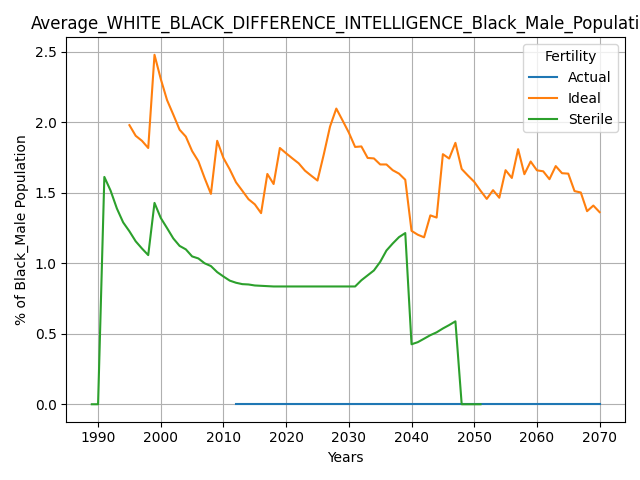 Average_WHITE_BLACK_DIFFERENCE_INTELLIGENCE_Black_Male_Populati
Fertility
Actual
Ideal
Sterile
% of Black_Male Population
2.5
2.0
1.5
1.0
0.5
0.0
1990 2000 2010 2020 2030 2040 2050 2060 2070
Years